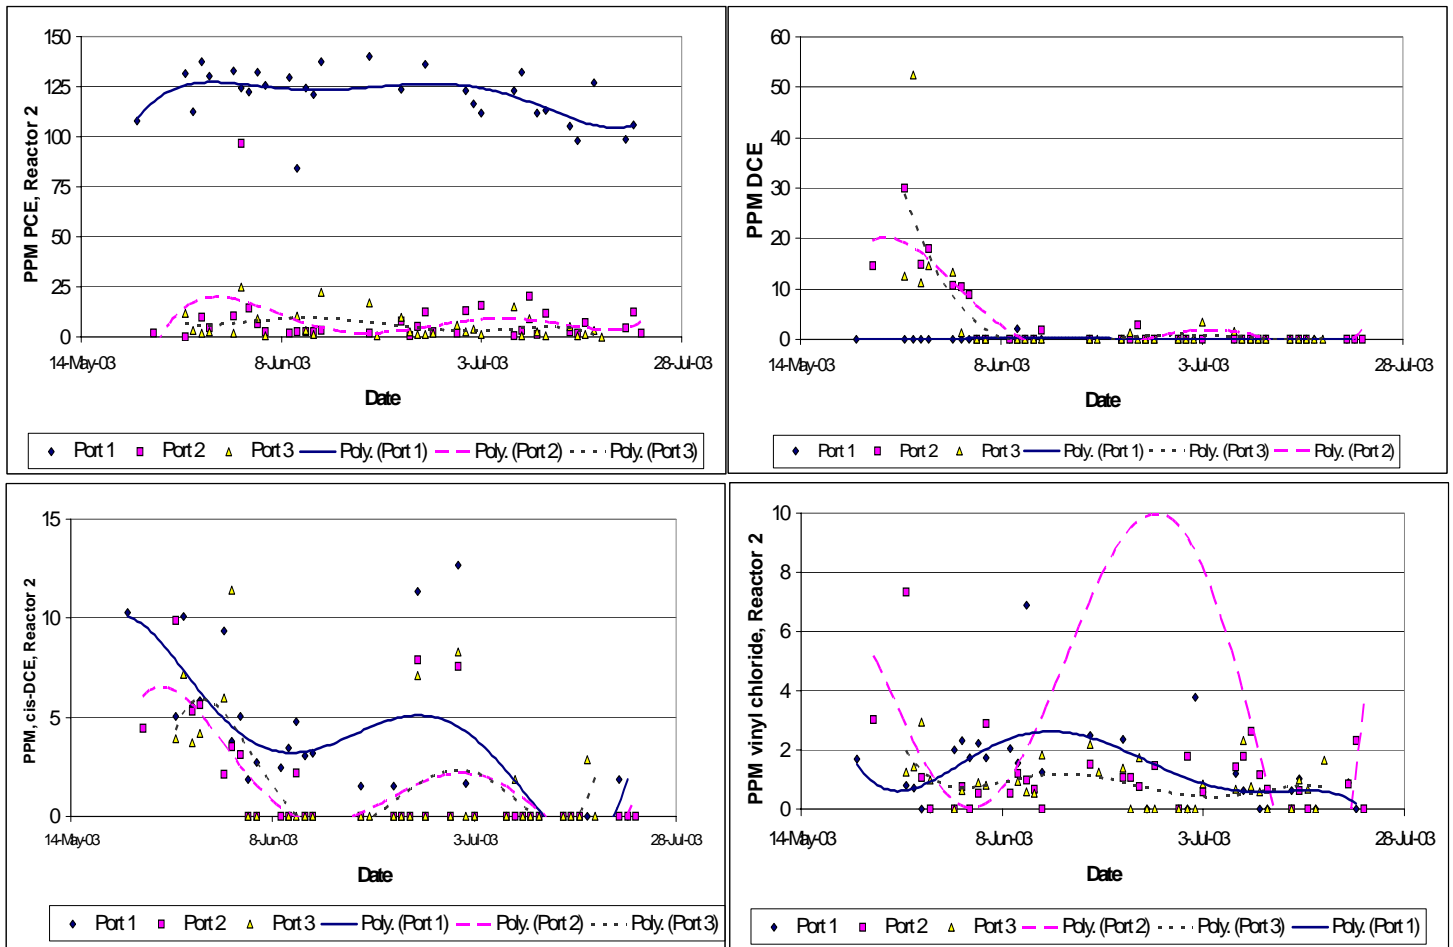 PPM PCE, Reactor 2
150
125
100
75
50
25
0
14-May-03 8-Jun-03 3-Jul-03 28-Jul-03
Date
Port 1 Port 2 Port 3 Poly. (Port 1) Poly. (Port 2) Poly. (Port 3)
PPM DCE
60
50
40
30
20
10
0
14-May-03 8-Jun-03 3-Jul-03 28-Jul-03
Date
Port 1 Port 2 Port 3 Poly. (Port 1) Poly. (Port 3) Poly. (Port 2)
PPM, cis-DCE, Reactor 2
15
10
5
0
14-May-03 8-Jun-03 3-Jul-03 28-Jul-03
Date
Port 1 Port 2 Port 3 Poly. (Port 1) Poly. (Port 2) Poly. (Port 3)
PPM vinyl chloride, Reactor 2
10
8
6
4
2
0
14-May-03 8-Jun-03 3-Jul-03 28-Jul-03
Date
Port 1 Port 2 Port 3 Poly. (Port 2) Poly. (Port 3) Poly. (Port 1)